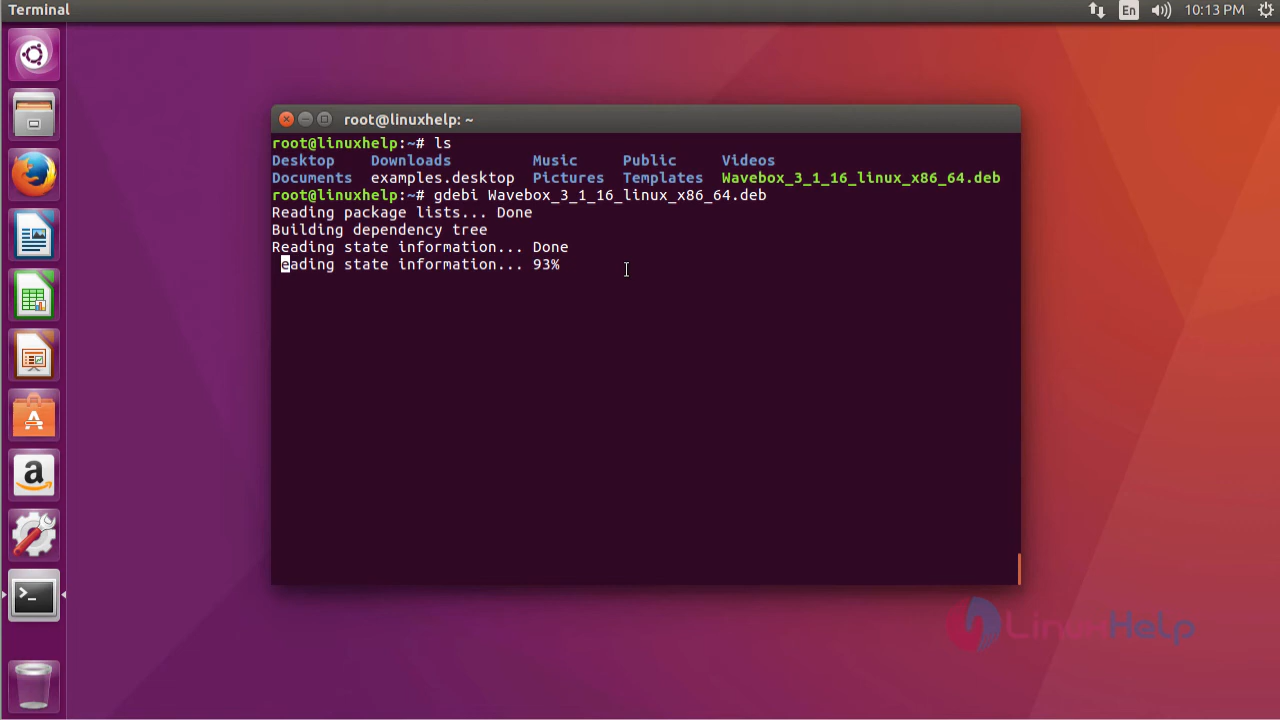 Terminal
En
10:13 PM
root@linuxhelp: ~
root@linuxhelp:~# ls
Desktop Downloads Music Public Videos
Documents examples.desktop Pictures Templates Wavebox_3_1_16_linux_x86_64.deb
root@linuxhelp:~# gdebi Wavebox_3_1_16_linux_x86_64.deb
Reading package lists... Done
Building dependency tree
Reading state information... Done
eading state information... 93%
a
>_
LinuxHelp